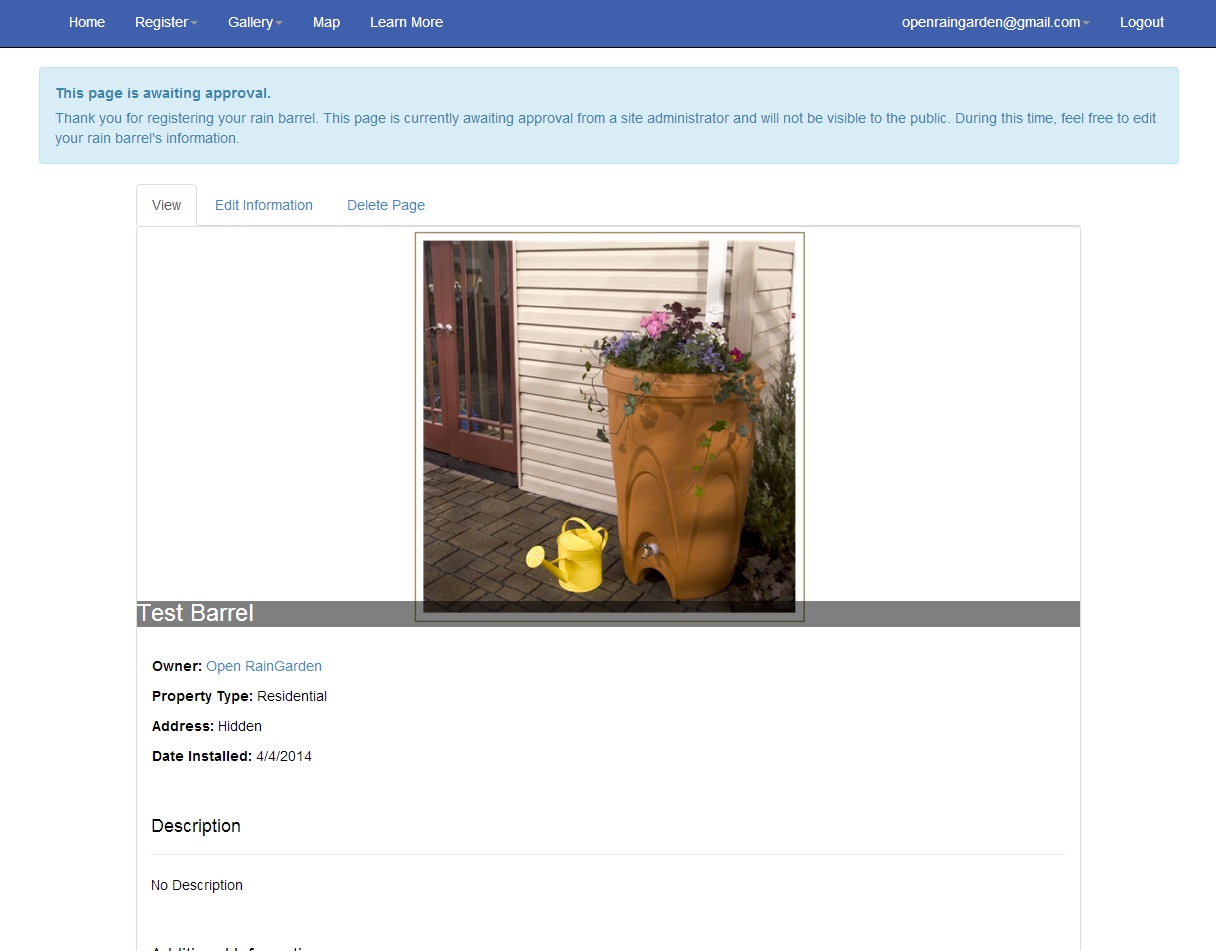 Home Register Gallery Map Learn More openraingarden@gmail.com Logout
This page is awaiting approval.
Thank you for registering your rain barrel. This page is currently awaiting approval from a site administrator and will not be visible to the public. During this time, feel free to edit
your rain barrel's information.
View Edit Information Delete Page
Test Barrel
Owner: Open RainGarden
Property Type: Residential
Address: Hidden
Date Installed: 4/4/2014
Description
No Description